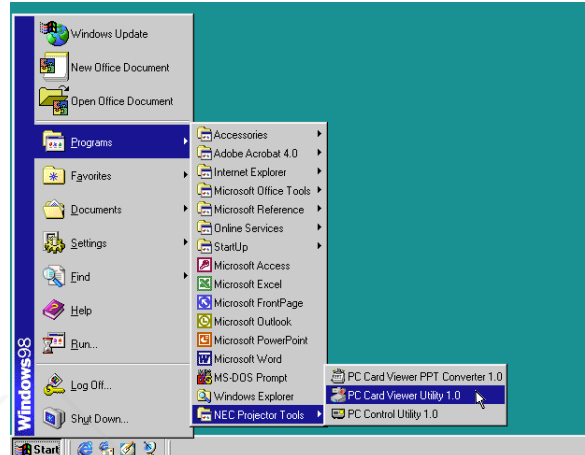 Windows Update
New Office Document
Open Office Document
Programs
Favorites
Documents
Settings
Find
Help
Run...
Log Off...
Shut Down...
Windows98
Accessories
Adobe Acrobat 4.0
Internet Explorer
Microsoft Office Tools
Microsoft Reference
Online Services
StartUp
Microsoft Access
Microsoft Excel
Microsoft FrontPage
Microsoft Outlook
Microsoft PowerPoint
Microsoft Word
MS-DOS Prompt
Windows Explorer
NEC Projector Tools
PC Card Viewer PPT Converter 1.0
PC Card Viewer Utility 1.0
PC Control Utility 1.0
Start